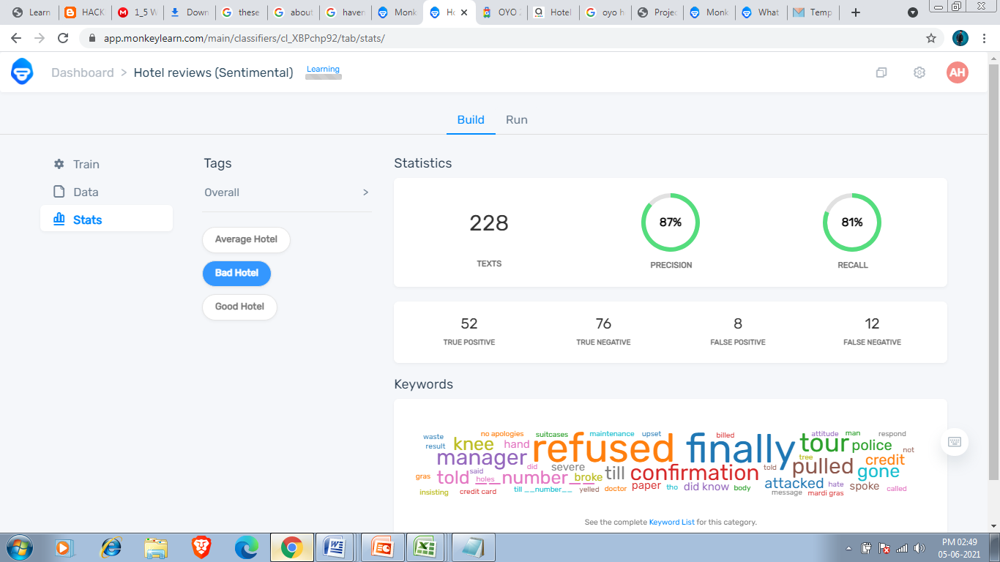 Learn
HACK
1_5 W
Down
these
about
haven
Monk
Ho
OYO 2
Hotel
oyo h
Projec
Monk
What
Temp
app.monkeylearn.com/main/classifiers/cl_XBPchp92/tab/stats/
Dashboard > Hotel reviews (Sentimental)
Learning
AH
Build Run
Train
Data
Stats
Tags
Overall >
Average Hotel
Bad Hotel
Good Hotel
Statistics
228
TEXTS
87%
PRECISION
81%
RECALL
52
TRUE POSITIVE
76
TRUE NEGATIVE
8
FALSE POSITIVE
12
FALSE NEGATIVE
Keywords
waste
no apologies
suitcases
maintenance
upset
billed
attitude
man
respond
result
knee
hand
refused
finally
tour
police
not
manager
did
severe
told
tree
credit
gras
told
said
holes
__number__
broke
till
confirmation
pulled
gone
insisting
credit card
till __number__
yelled
doctor
paper
tho
did know
body
attacked
message
hate
mardi gras
spoke
called
See the complete Keyword List for this category.
PM 02:49
05-06-2021